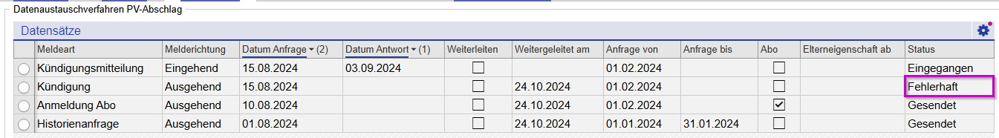 Datenaustauschverfahren PV-Abschlag
Datensätze
Meldeart Melderichtung Datum Anfrage (2) Datum Antwort (1) Weiterleiten Weitergeleitet am Anfrage von Anfrage bis Abo Elterneigenschaft ab Status
Kündigungsmitteilung Eingehend 15.08.2024 03.09.2024 01.02.2024 Eingegangen
Kündigung Ausgehend 15.08.2024 24.10.2024 01.02.2024 Fehlerhaft
Anmeldung Abo Ausgehend 10.08.2024 24.10.2024 01.02.2024 Gesendet
Historienanfrage Ausgehend 01.08.2024 24.10.2024 01.01.2024 31.01.2024 Gesendet